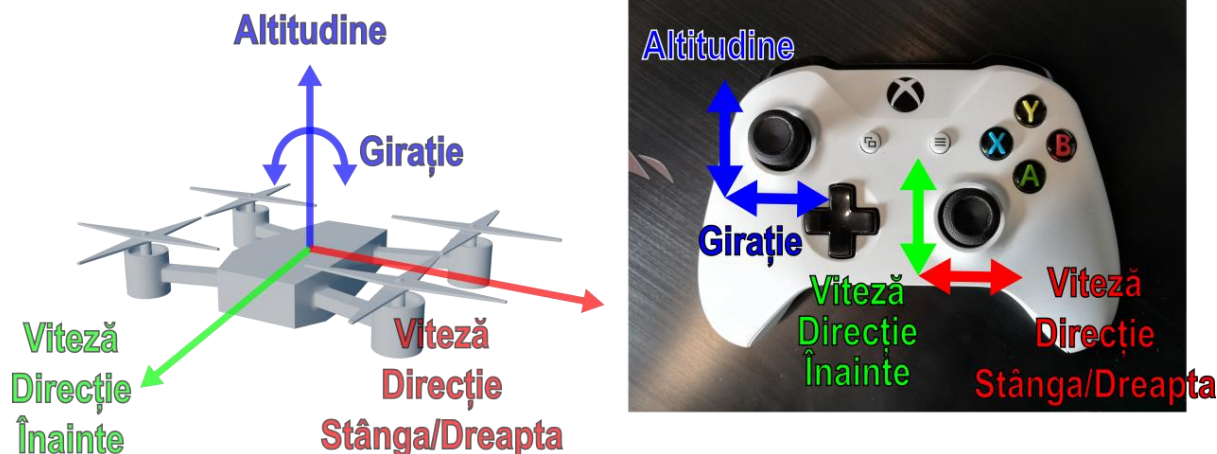 Altitudine
Girație
Viteză
Direcție
Înainte
Viteză
Direcție
Stânga/Dreapta
Altitudine
Y
X
B
A
Girație
Viteză
Direcție
Înainte
Viteză
Direcție
Stânga/Dreapta